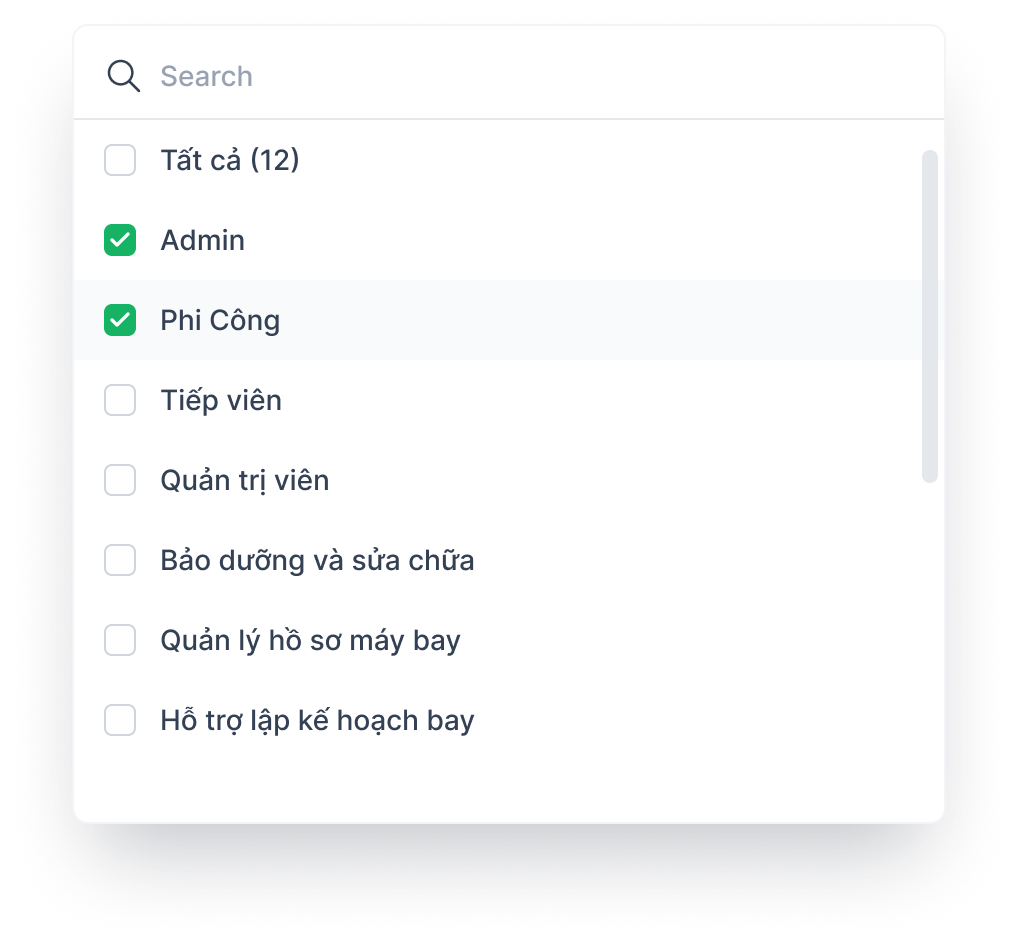 Search
Tất cả (12)
Admin
Phi Công
Tiếp viên
Quản trị viên
Bảo dưỡng và sửa chữa
Quản lý hồ sơ máy bay
Hỗ trợ lập kế hoạch bay